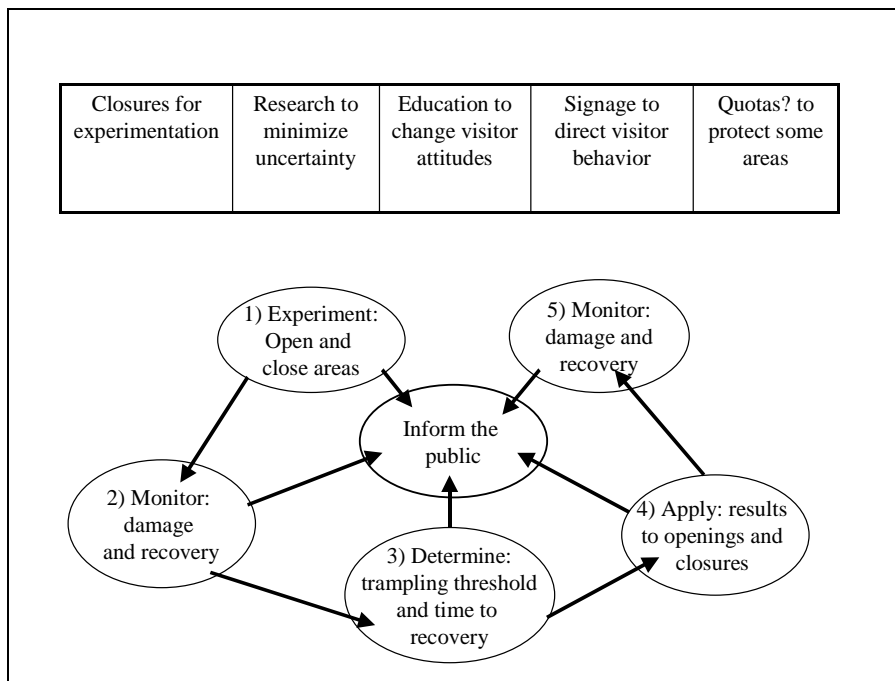 Closures for
experimentation
Research to
minimize
uncertainty
Education to
change visitor
attitudes
Signage to
direct visitor
behavior
Quotas? to
protect some
areas
1) Experiment:
Open and
close areas
5) Monitor:
damage and
recovery
Inform the
public
2) Monitor:
damage
and recovery
3) Determine:
trampling threshold
and time to
recovery
4) Apply: results
to openings and
closures